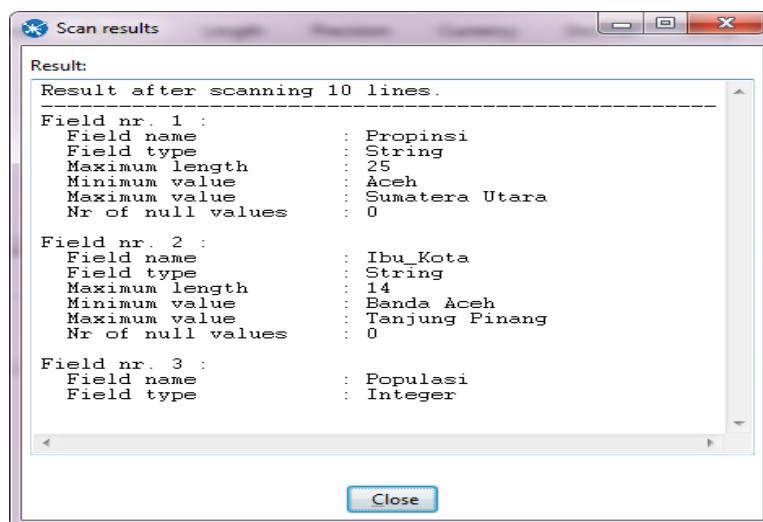 Scan results
Result:
Result after scanning 10 lines.
Field nr. 1 :
Field name : Propinsi
Field type : String
Maximum length : 25
Minimum value : Aceh
Maximum value : Sumatera Utara
Nr of null values : 0
Field nr. 2 :
Field name : Ibu_Kota
Field type : String
Maximum length : 14
Minimum value : Banda Aceh
Maximum value : Tanjung Pinang
Nr of null values : 0
Field nr. 3 :
Field name : Populasi
Field type : Integer
Close